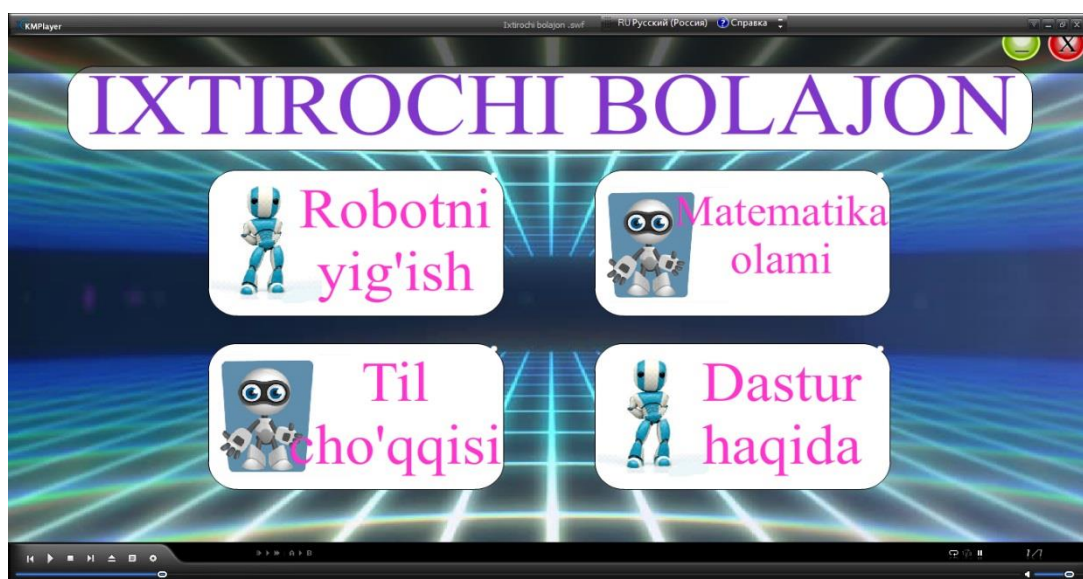 KMPlayer
Ixtirochi bolajon .swf
RU Русский (Россия) ? Справка
X
IXTIROCHI BOLAJON
Robotni
yig'ish
Matematika
olami
Til
cho'qqisi
Dastur
haqida
A B
1/1